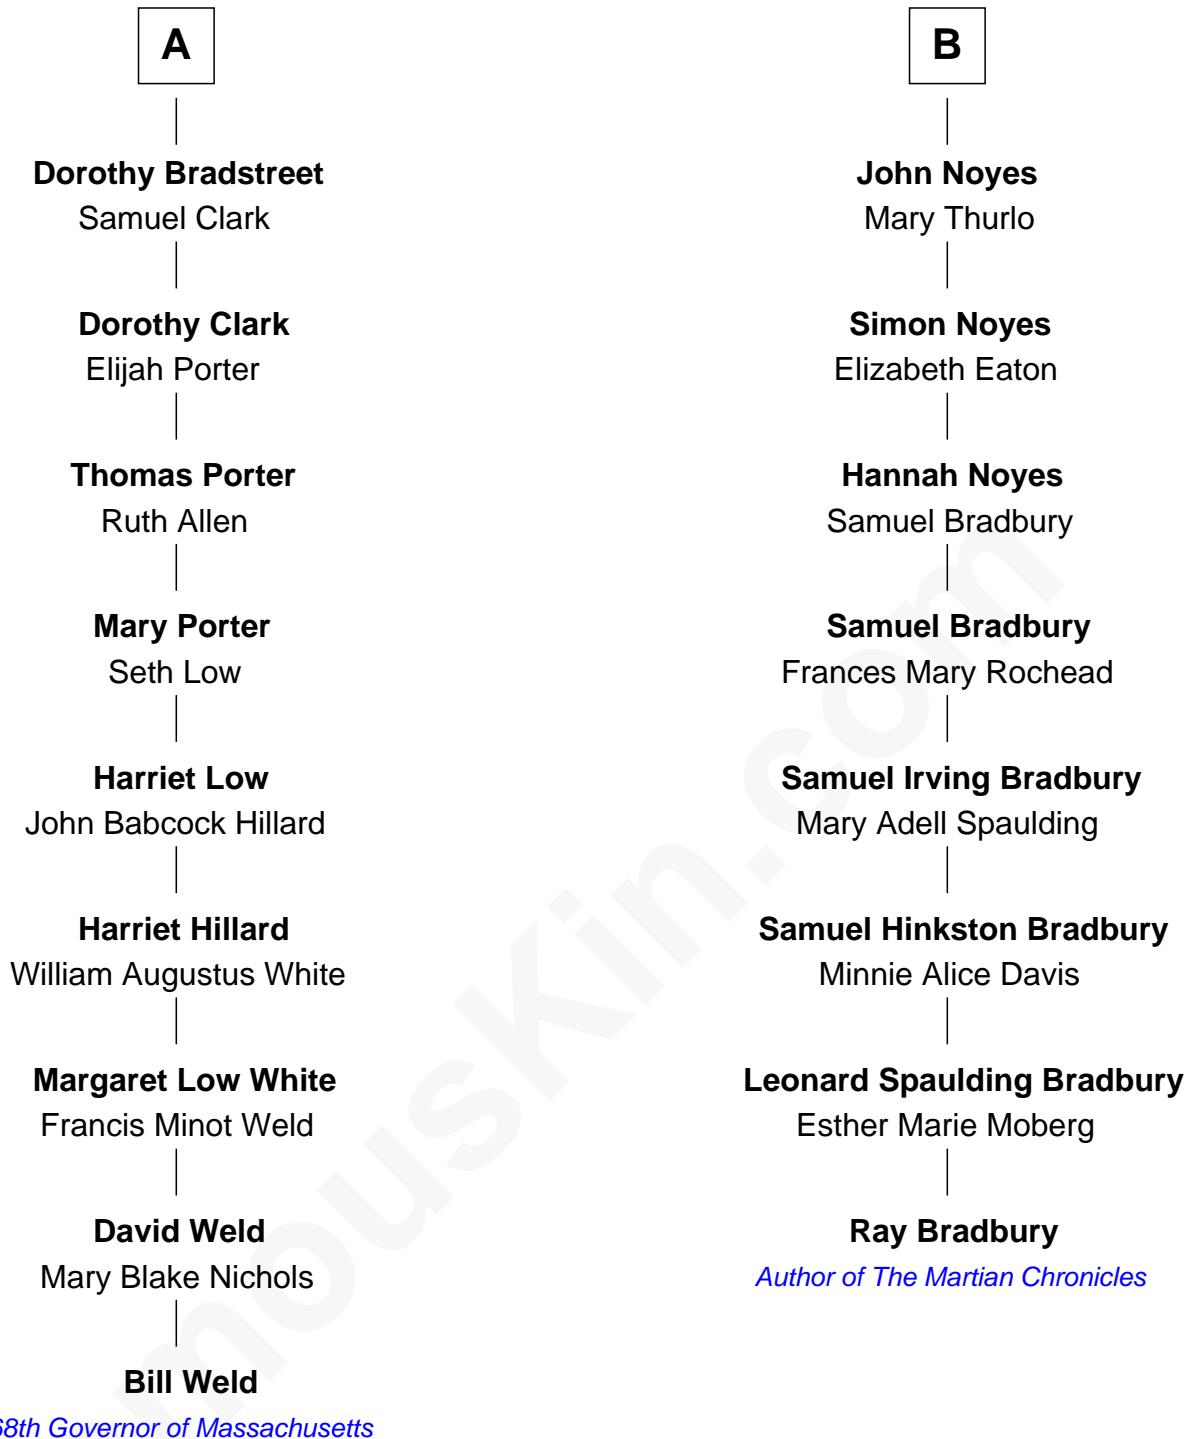 A
Dorothy Bradstreet
Samuel Clark
Dorothy Clark
Elijah Porter
Thomas Porter
Ruth Allen
Mary Porter
Seth Low
Harriet Low
John Babcock Hillard
Harriet Hillard
William Augustus White
Margaret Low White
Francis Minot Weld
David Weld
Mary Blake Nichols
Bill Weld
68th Governor of Massachusetts
B
John Noyes
Mary Thurlo
Simon Noyes
Elizabeth Eaton
Hannah Noyes
Samuel Bradbury
Samuel Bradbury
Frances Mary Rochead
Samuel Irving Bradbury
Mary Adell Spaulding
Samuel Hinkston Bradbury
Minnie Alice Davis
Leonard Spaulding Bradbury
Esther Marie Moberg
Ray Bradbury
Author of The Martian Chronicles
mousKin.com